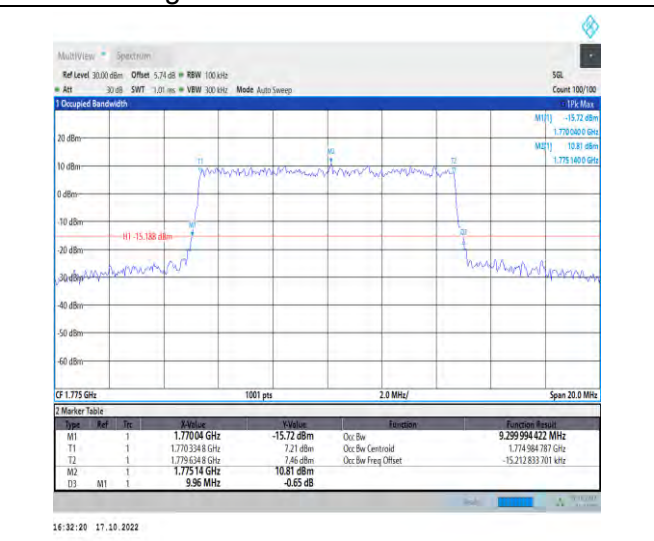 MultiView Spectrum
Ref Level 30.00 dBm Offset 5.74 dB RBW 100 kHz SGL
Att 30 dB SWT 1.01 ms VBW 300 kHz Mode Auto Sweep Count 100/100
1 Occupied Bandwidth 1Pk Max
M1[1] -15.72 dBm
1.770 040 0 GHz
M2[1] 10.81 dBm
1.775 140 0 GHz
20 dBm
M2
T1 T2
10 dBm
0 dBm
-10 dBm
M1
D3
H1 -15.188 dBm
-20 dBm
-30 dBm
-40 dBm
-50 dBm
-60 dBm
CF 1.775 GHz 1001 pts 2.0 MHz/ Span 20.0 MHz
2 Marker Table
Type Ref Trc X-Value Y-Value Function Function Result
M1 1 1.770 04 GHz -15.72 dBm Occ Bw 9.299 994 422 MHz
T1 1 1.770 334 8 GHz 7.21 dBm Occ Bw Centroid 1.774 984 787 GHz
T2 1 1.779 634 8 GHz 7.46 dBm Occ Bw Freq Offset -15.212 833 701 kHz
M2 1 1.775 14 GHz 10.81 dBm
D3 M1 1 9.96 MHz -0.65 dB
16:32:20 17.10.2022